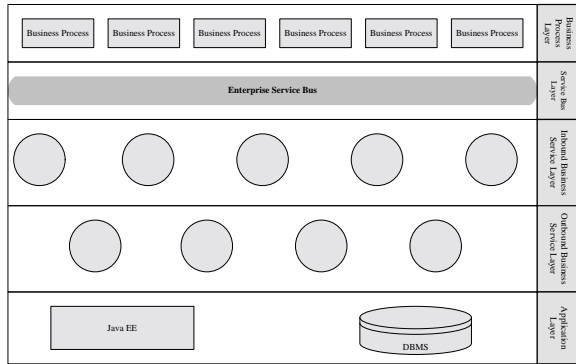 Business Process
Business Process
Business Process
Business Process
Business Process
Business Process
Business
Process
Layer
Enterprise Service Bus
Service Bus
Layer
Inbound Business
Service Layer
Outbound Business
Service Layer
Java EE
DBMS
Application
Layer